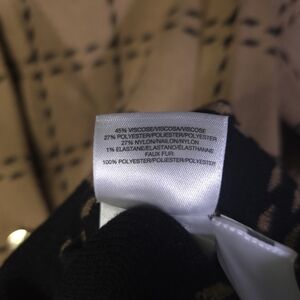 45% VISCOSE/VISCOSA/VISCOSE
27% POLYESTER/POLIESTER/POLYESTER
27% NYLON/NAILON/NYLON
1% ELASTANE/ELASTANO/ELASTHANNE
FAUX FUR:
100% POLYESTER/POLIESTER/POLYESTER